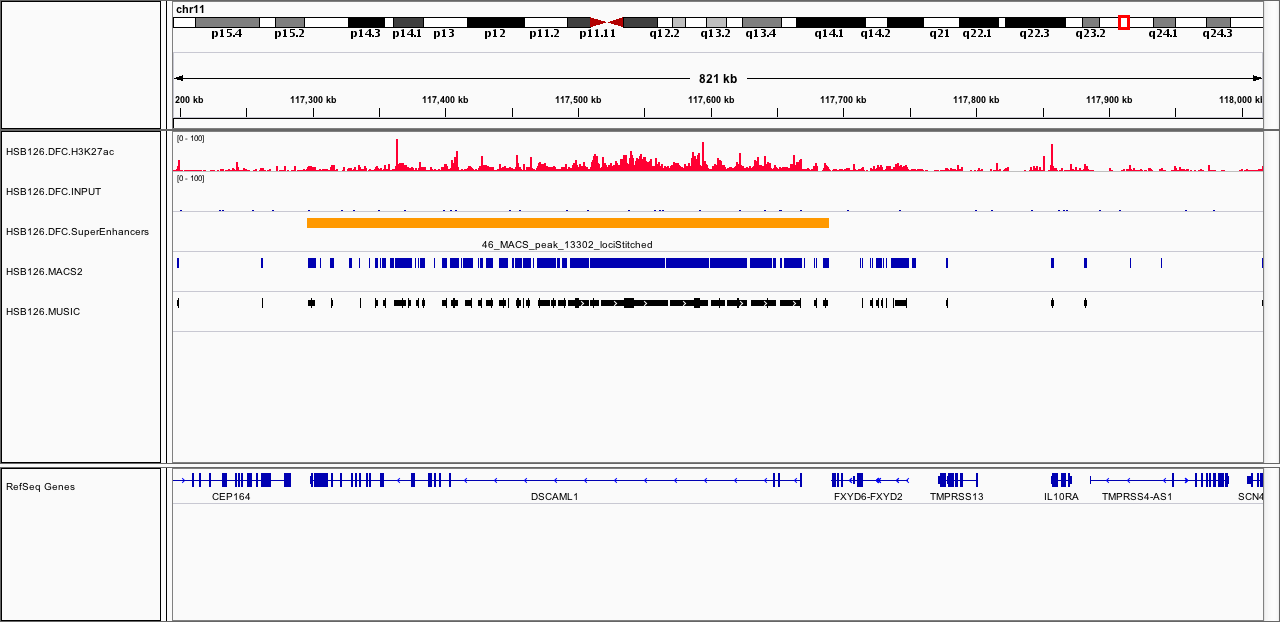 chr11
p15.4 p15.2 p14.3 p14.1 p13 p12 p11.2 p11.11 q12.2 q13.2 q13.4 q14.1 q14.2 q21 q22.1 q22.3 q23.2 q24.1 q24.3
821 kb
200 kb 117,300 kb 117,400 kb 117,500 kb 117,600 kb 117,700 kb 117,800 kb 117,900 kb 118,000 kb
[0 - 100]
HSB126.DFC.H3K27ac
[0 - 100]
HSB126.DFC.INPUT
HSB126.DFC.SuperEnhancers
46_MACS_peak_13302_lociStitched
HSB126.MACS2
HSB126.MUSIC
RefSeq Genes
CEP164 DSCAML1 FXYD6-FXYD2 TMPRSS13 IL10RA TMPRSS4-AS1 SCN4